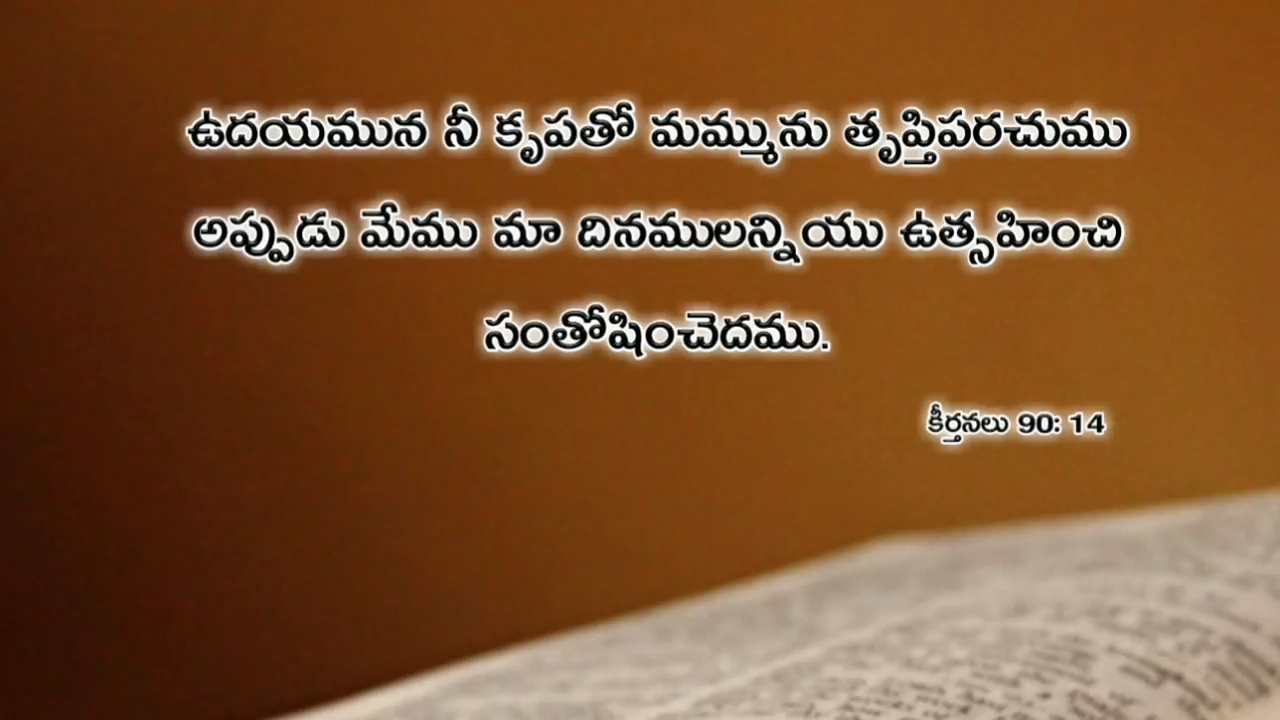 ఉదయమున నీ కృపతో మమ్మును తృప్తిపరచుము
అప్పుడు మేము మా దినములన్నియు ఉత్సహించి
సంతోషించెదము.
కీర్తనలు 90: 14